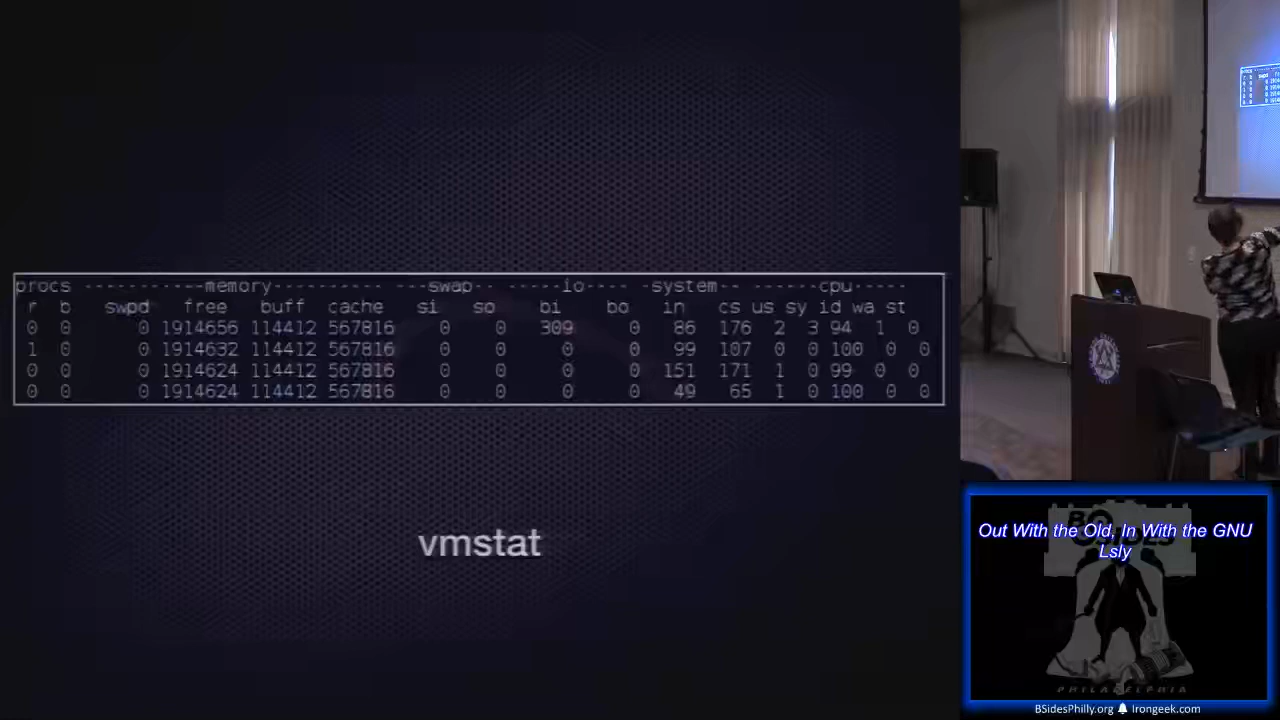 procs -----------memory---------- ---swap-- -----io---- -system-- ------cpu-----
r b swpd free buff cache si so bi bo in cs us sy id wa st
0 0 0 1914656 114412 567816 0 0 309 0 86 176 2 3 94 1 0
1 0 0 1914632 114412 567816 0 0 0 0 99 107 0 0 100 0 0
0 0 0 1914624 114412 567816 0 0 0 0 151 171 1 0 99 0 0
0 0 0 1914624 114412 567816 0 0 0 0 49 65 1 0 100 0 0
vmstat
Out With the Old, In With the GNU
Lsly
PHILADELPHIA
BSidesPhilly.org Irongeek.com